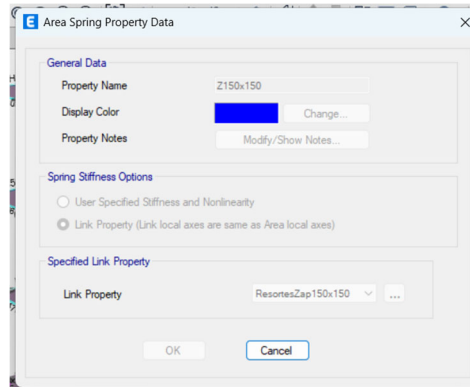 E Area Spring Property Data
General Data
Property Name Z150x150
Display Color Change...
Property Notes Modify/Show Notes...
Spring Stiffness Options
User Specified Stiffness and Nonlinearity
Link Property (Link local axes are same as Area local axes)
Specified Link Property
Link Property ResortesZap150x150 ...
OK Cancel